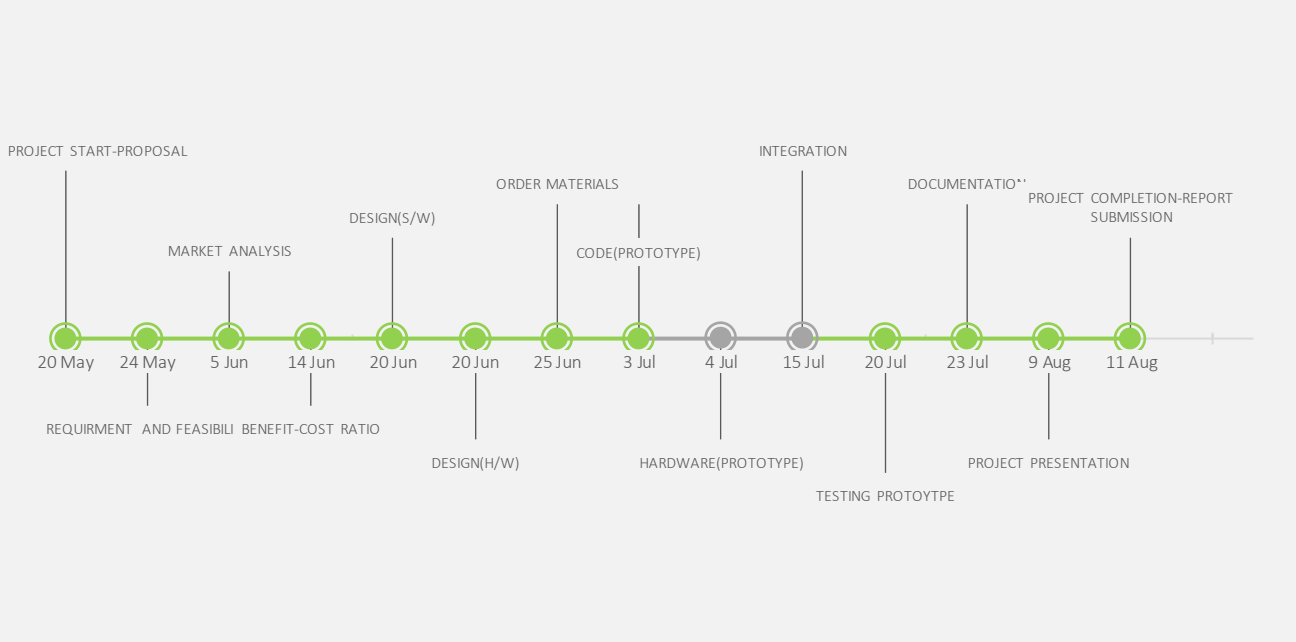 PROJECT START-PROPOSAL
INTEGRATION
ORDER MATERIALS
DOCUMENTATION
PROJECT COMPLETION-REPORT
SUBMISSION
DESIGN(S/W)
MARKET ANALYSIS
CODE(PROTOTYPE)
20 May
24 May
5 Jun
14 Jun
20 Jun
20 Jun
25 Jun
3 Jul
4 Jul
15 Jul
20 Jul
23 Jul
9 Aug
11 Aug
REQUIRMENT AND FEASIBILI
BENEFIT-COST RATIO
DESIGN(H/W)
HARDWARE(PROTOTYPE)
PROJECT PRESENTATION
TESTING PROTOYTPE